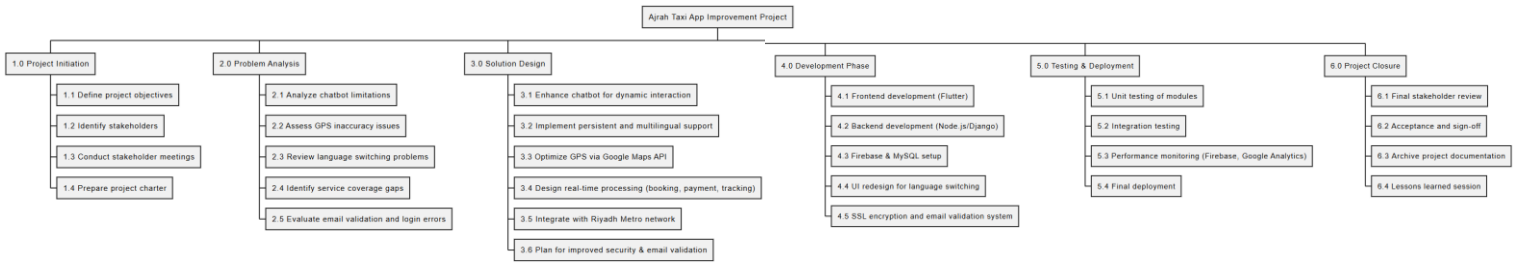 Ajrah Taxi App Improvement Project
1.0 Project Initiation
1.1 Define project objectives
1.2 Identify stakeholders
1.3 Conduct stakeholder meetings
1.4 Prepare project charter
2.0 Problem Analysis
2.1 Analyze chatbot limitations
2.2 Assess GPS inaccuracy issues
2.3 Review language switching problems
2.4 Identify service coverage gaps
2.5 Evaluate email validation and login errors
3.0 Solution Design
3.1 Enhance chatbot for dynamic interaction
3.2 Implement persistent and multilingual support
3.3 Optimize GPS via Google Maps API
3.4 Design real-time processing (booking, payment, tracking)
3.5 Integrate with Riyadh Metro network
3.6 Plan for improved security & email validation
4.0 Development Phase
4.1 Frontend development (Flutter)
4.2 Backend development (Node.js/Django)
4.3 Firebase & MySQL setup
4.4 UI redesign for language switching
4.5 SSL encryption and email validation system
5.0 Testing & Deployment
5.1 Unit testing of modules
5.2 Integration testing
5.3 Performance monitoring (Firebase, Google Analytics)
5.4 Final deployment
6.0 Project Closure
6.1 Final stakeholder review
6.2 Acceptance and sign-off
6.3 Archive project documentation
6.4 Lessons learned session